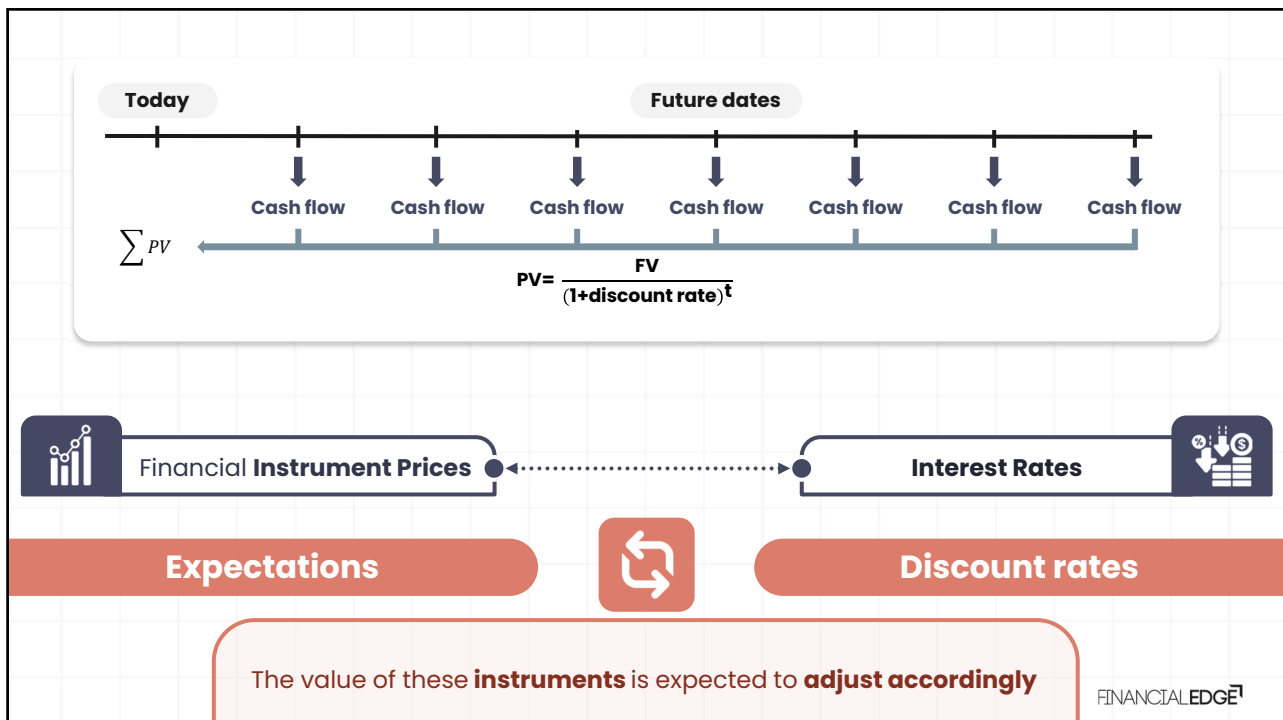 Today Future dates
Cash flow Cash flow Cash flow Cash flow Cash flow Cash flow Cash flow
∑ PV
PV= FV
(1+discount rate)^t
Financial Instrument Prices Interest Rates
% $
Expectations Discount rates
The value of these instruments is expected to adjust accordingly
FINANCIALEDGE